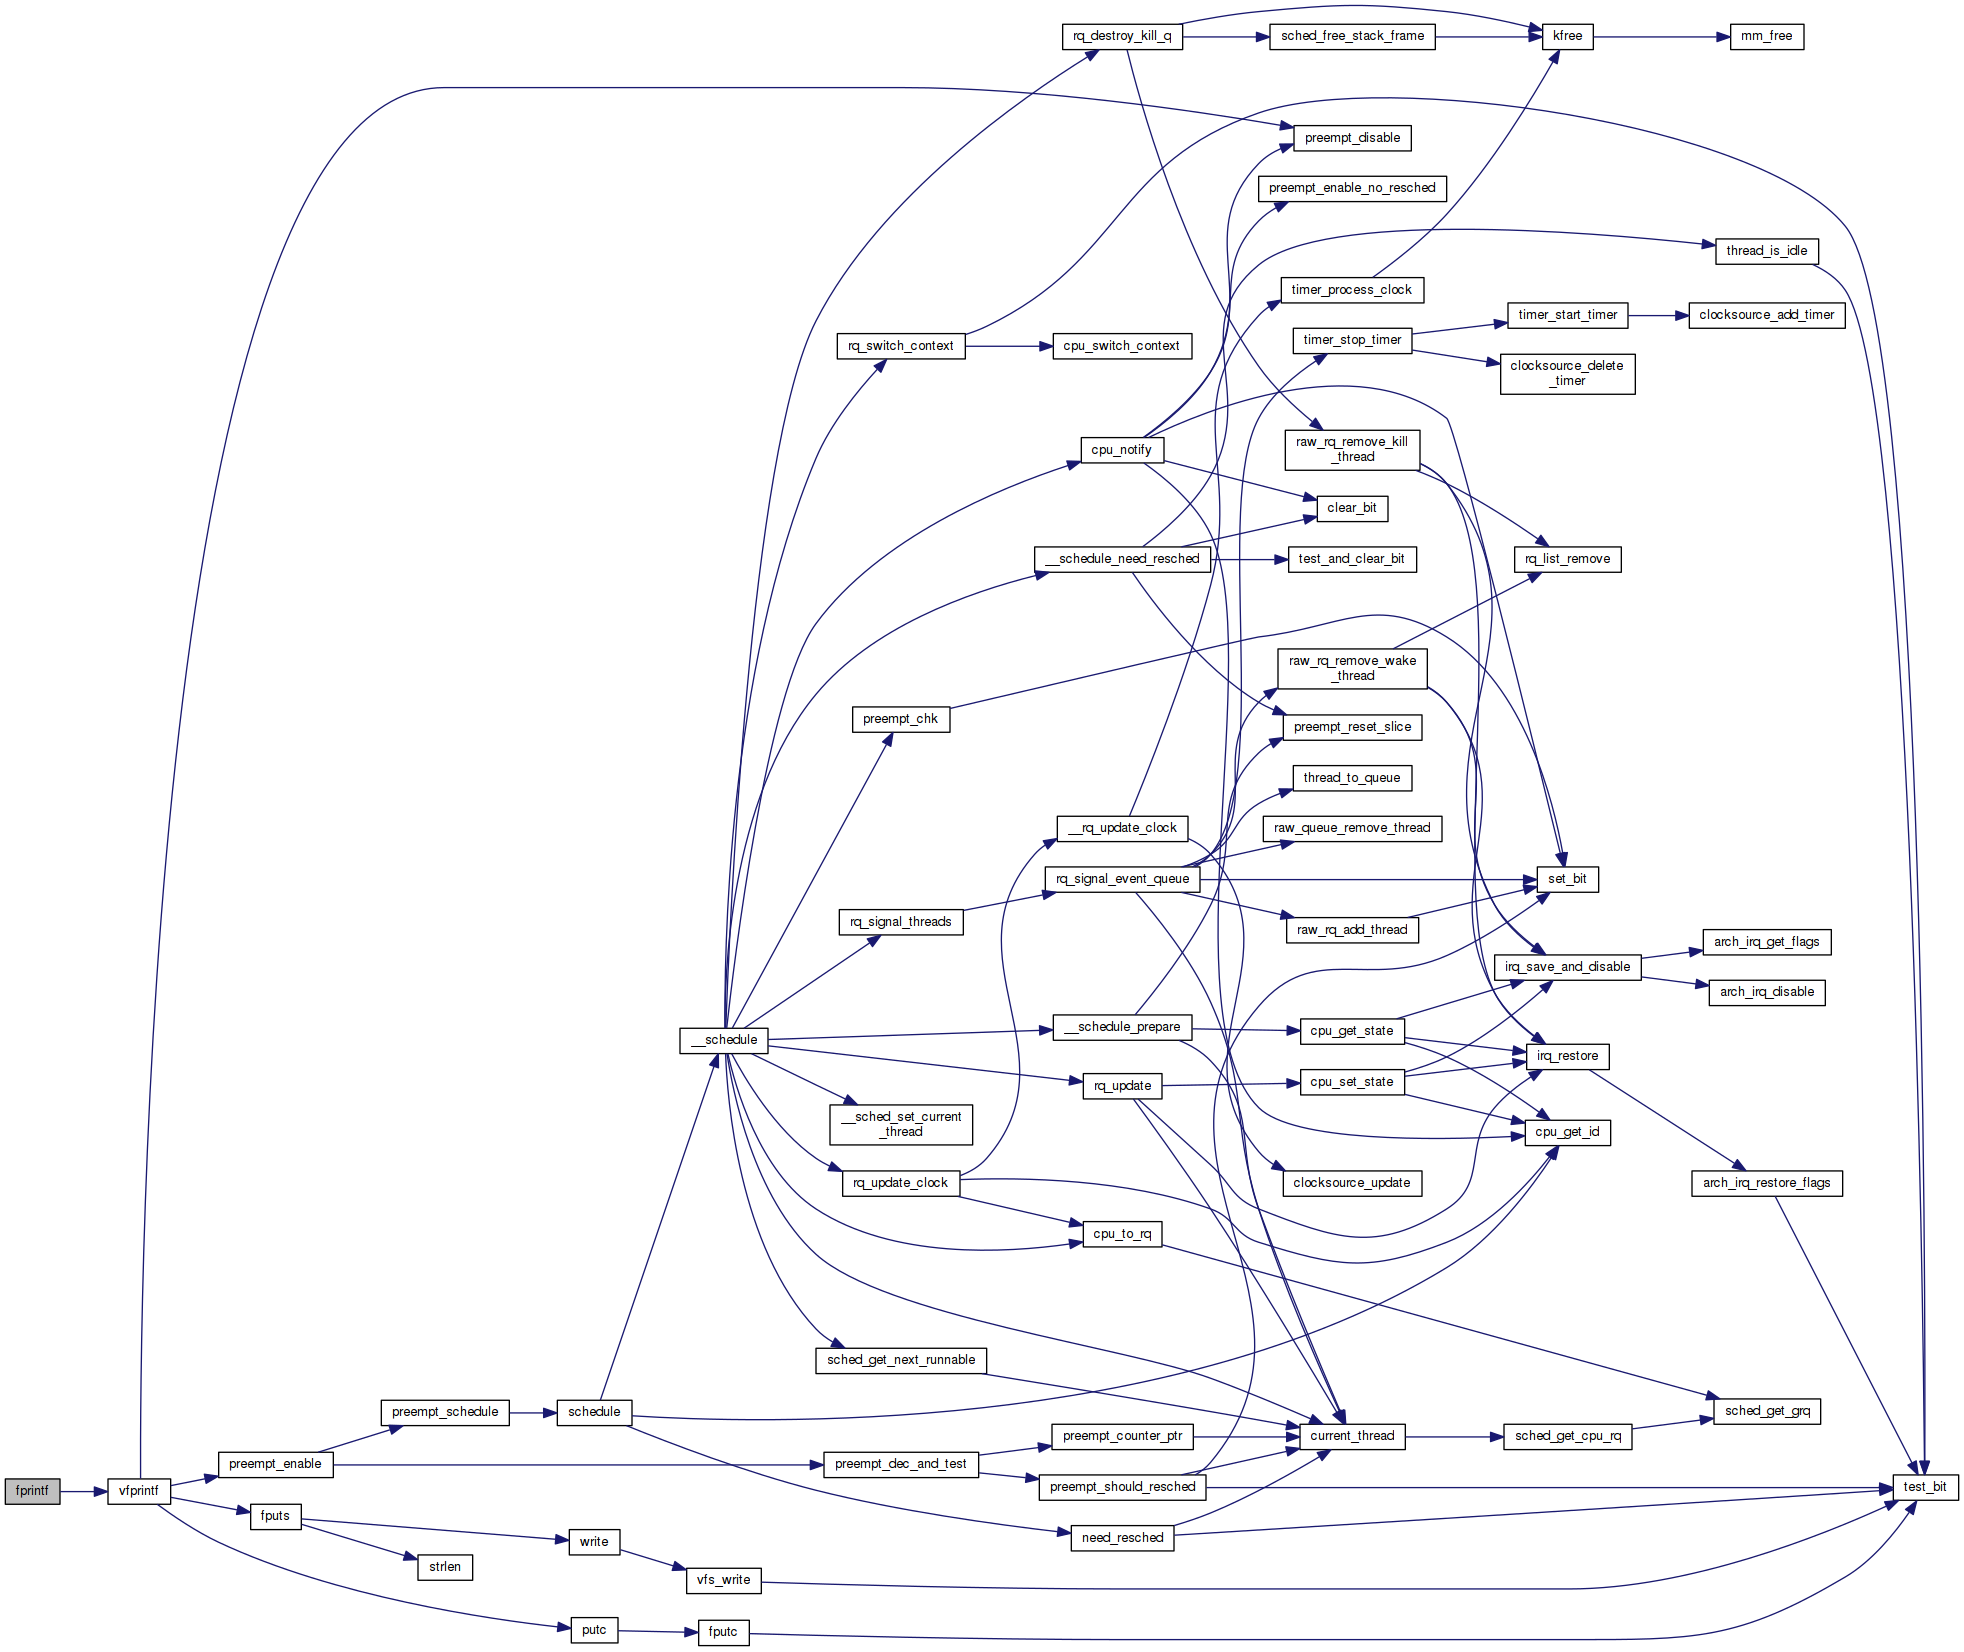 rq_destroy_kill_q
sched_free_stack_frame
kfree
mm_free
preempt_disable
preempt_enable_no_resched
thread_is_idle
timer_process_clock
timer_start_timer
clocksource_add_timer
rq_switch_context
cpu_switch_context
timer_stop_timer
clocksource_delete
_timer
cpu_notify
raw_rq_remove_kill
_thread
clear_bit
__schedule_need_resched
test_and_clear_bit
rq_list_remove
raw_rq_remove_wake
_thread
preempt_chk
preempt_reset_slice
thread_to_queue
__rq_update_clock
raw_queue_remove_thread
rq_signal_event_queue
set_bit
rq_signal_threads
raw_rq_add_thread
arch_irq_get_flags
irq_save_and_disable
arch_irq_disable
__schedule
__schedule_prepare
cpu_get_state
irq_restore
rq_update
cpu_set_state
__sched_set_current
_thread
cpu_get_id
rq_update_clock
clocksource_update
arch_irq_restore_flags
cpu_to_rq
sched_get_next_runnable
preempt_schedule
schedule
sched_get_grq
preempt_enable
preempt_dec_and_test
preempt_counter_ptr
current_thread
sched_get_cpu_rq
fprintf
vfprintf
preempt_should_resched
test_bit
fputs
write
need_resched
strlen
vfs_write
putc
fputc